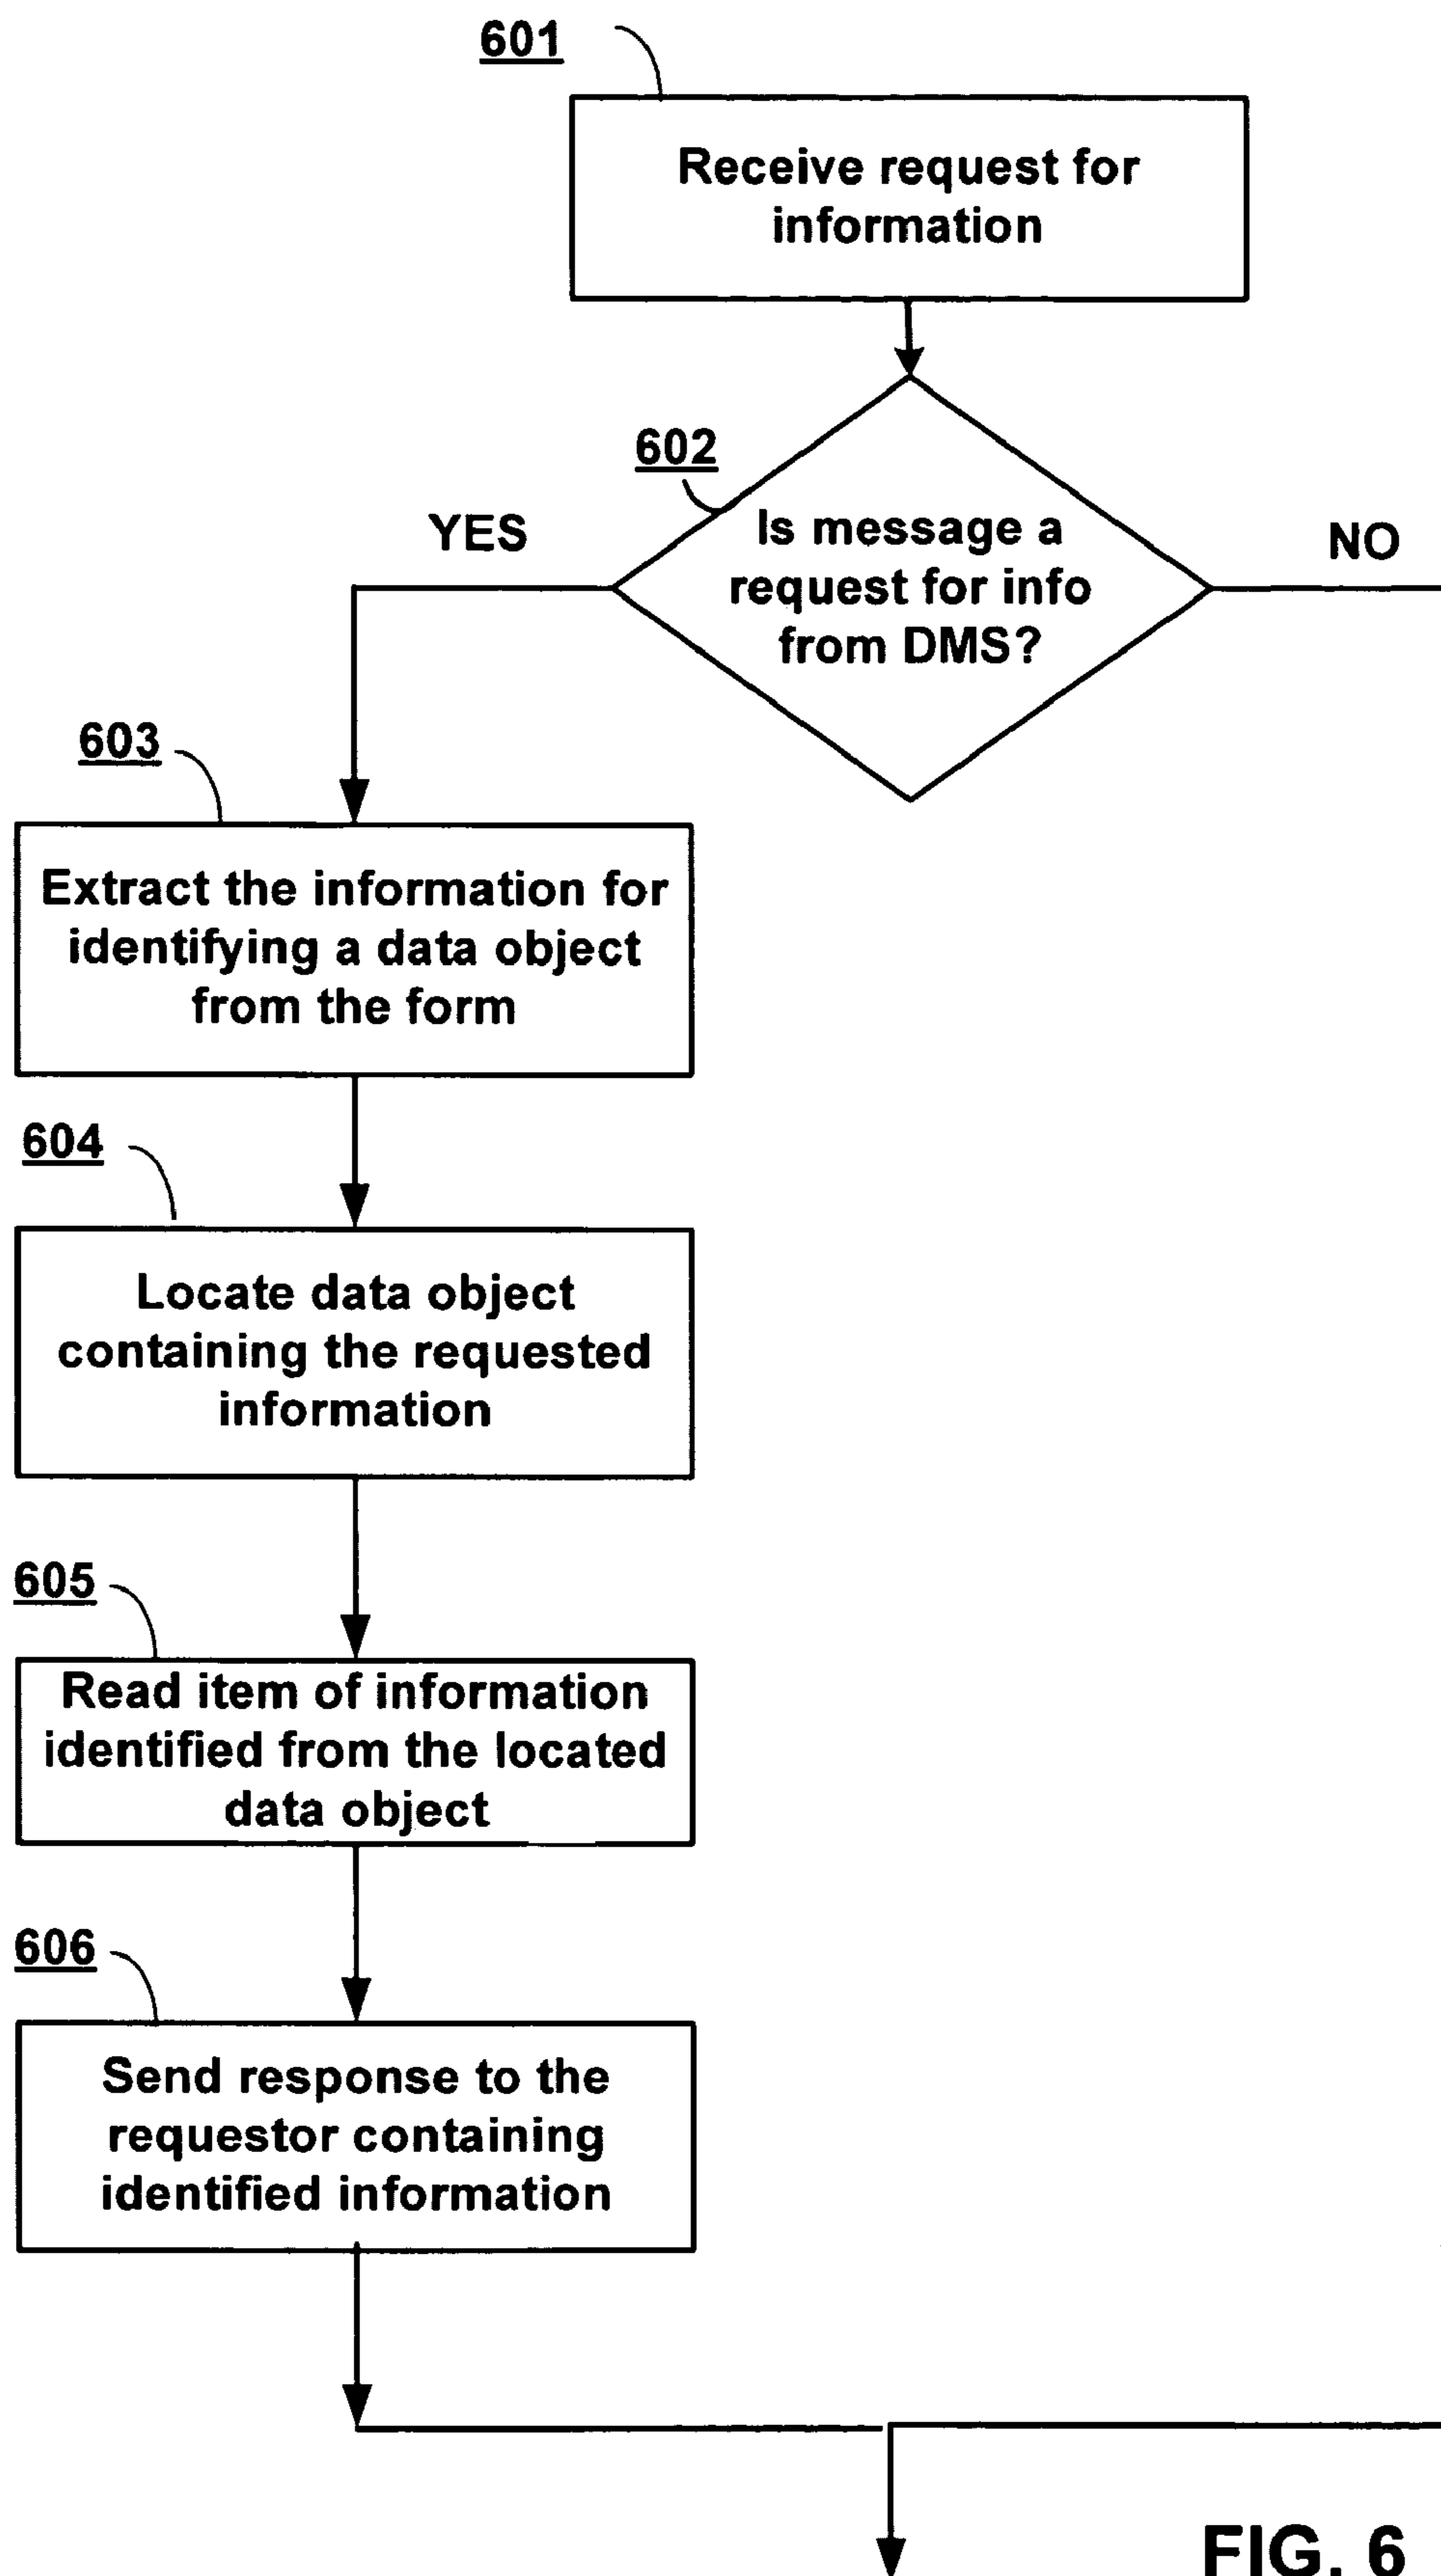 601
Receive request for
information
602
YES
Is message a
request for info
from DMS?
NO
603
Extract the information for
identifying a data object
from the form
604
Locate data object
containing the requested
information
605
Read item of information
identified from the located
data object
606
Send response to the
requestor containing
identified information
FIG. 6